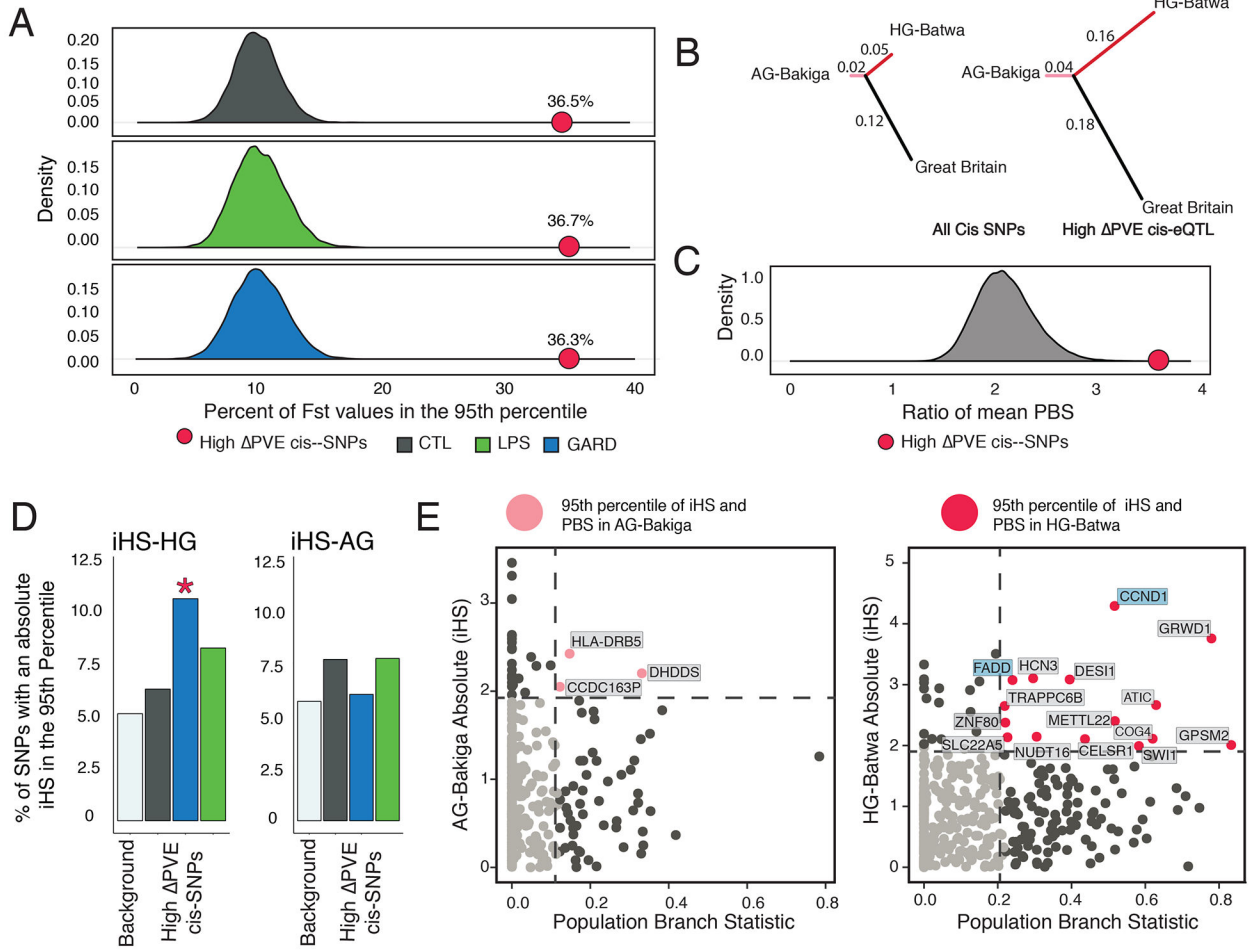 A
Density
0.20
0.15
0.10
0.05
0.00
36.5%
0.15
0.10
0.05
0.00
36.7%
0.15
0.10
0.05
0.00
36.3%
0
10
20
30
40
Percent of Fst values in the 95th percentile
High ΔPVE cis--SNPs
CTL
LPS
GARD
B
HG-Batwa
0.05
AG-Bakiga
0.02
0.12
Great Britain
All Cis SNPs
HG-Batwa
0.16
AG-Bakiga
0.04
0.18
Great Britain
High ΔPVE cis-eQTL
C
Density
1.0
0.5
0.0
0
1
2
3
4
Ratio of mean PBS
High ΔPVE cis--SNPs
D
% of SNPs with an absolute
iHS in the 95th Percentile
iHS-HG
12.5
10.0
7.5
5.0
2.5
0
*
Background
High ΔPVE
cis-SNPs
iHS-AG
12.5
10.0
7.5
5.0
2.5
0
Background
High ΔPVE
cis-SNPs
E
95th percentile of iHS and
PBS in AG-Bakiga
AG-Bakiga Absolute (iHS)
3
2
1
0
HLA-DRB5
DHDDS
CCDC163P
0.0
0.2
0.4
0.6
0.8
Population Branch Statistic
95th percentile of iHS and
PBS in HG-Batwa
HG-Batwa Absolute (iHS)
5
4
3
2
1
0
CCND1
GRWD1
FADD
HCN3
DESI1
TRAPPC6B
ATIC
ZNF80
METTL22
COG4
GPSM2
SLC22A5
NUDT16
CELSR1
SWI1
0.0
0.2
0.4
0.6
0.8
Population Branch Statistic